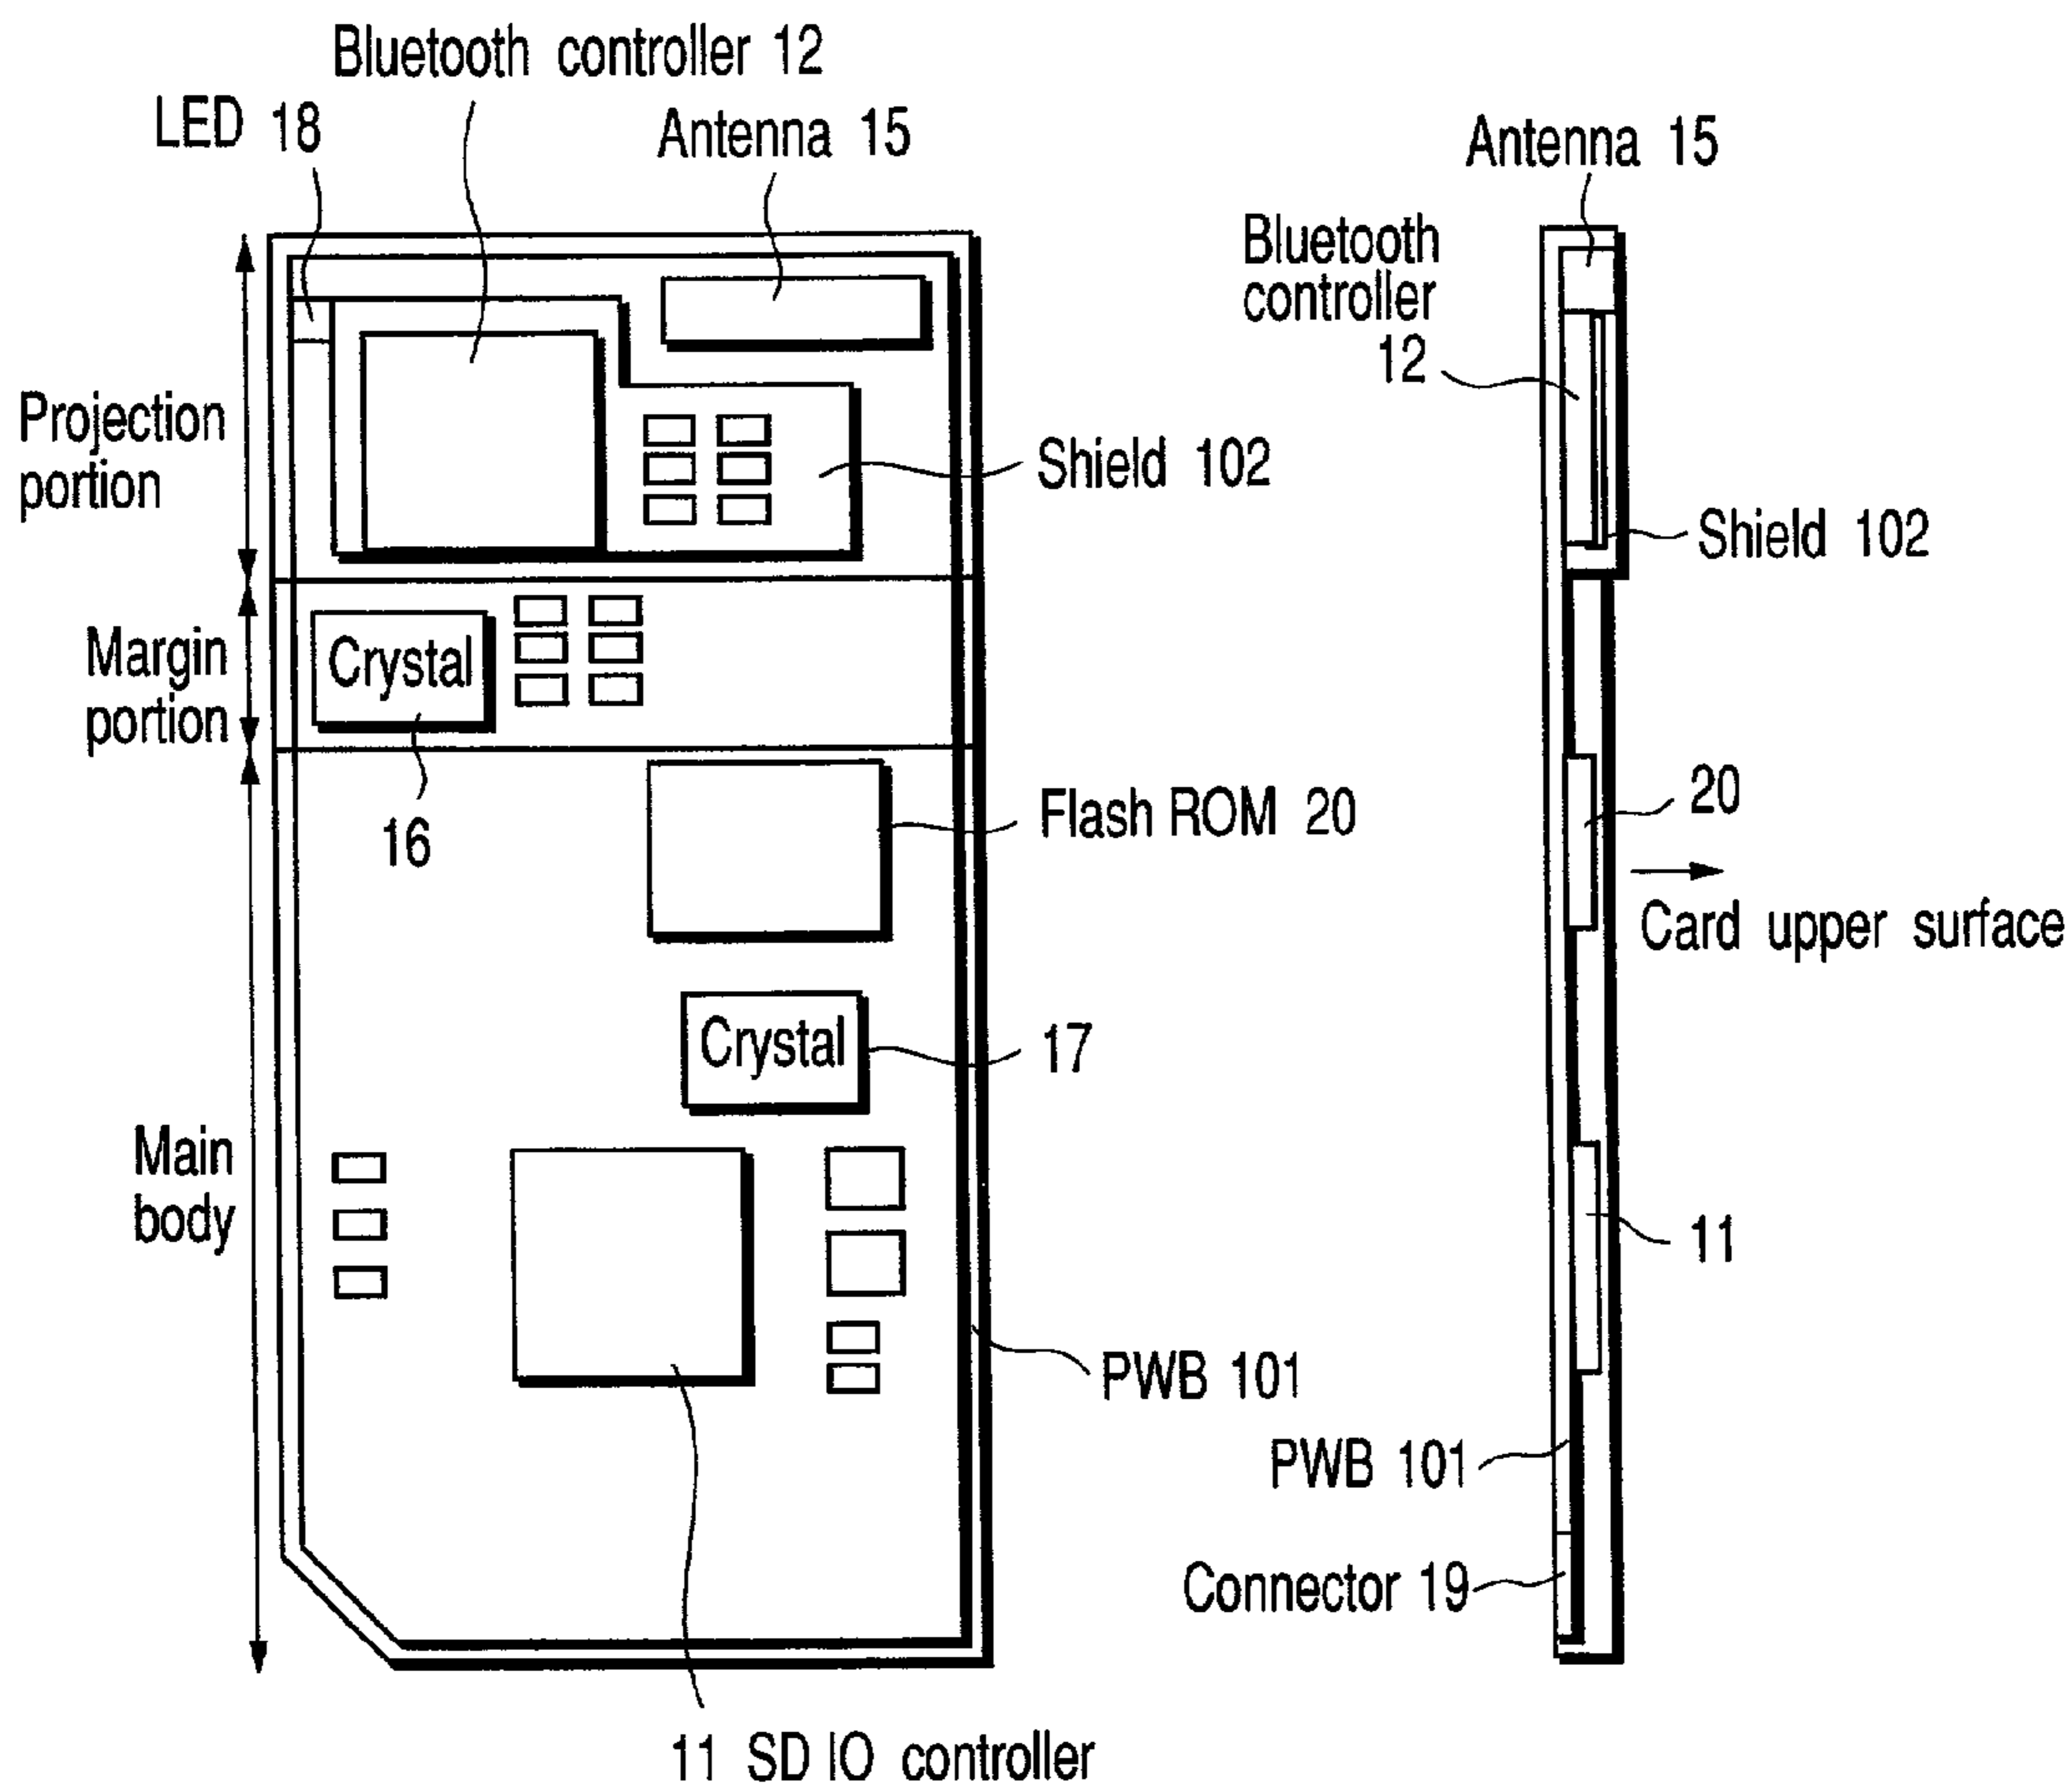 Bluetooth controller 12
LED 18
Antenna 15
Projection
portion
Shield 102
Margin
portion
Crystal
16
Flash ROM 20
Crystal
17
Main
body
PWB 101
11 SD IO controller
Antenna 15
Bluetooth
controller
12
Shield 102
20
Card upper surface
11
PWB 101
Connector 19